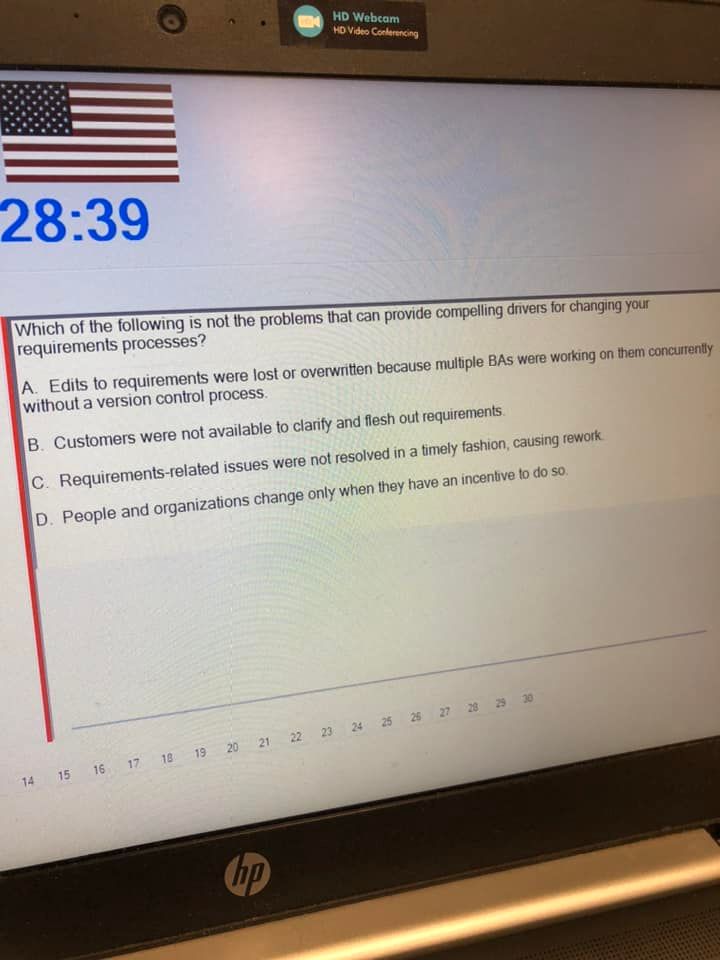 HD Webcam
HD Video Conferencing
28:39
Which of the following is not the problems that can provide compelling drivers for changing your
requirements processes?
A. Edits to requirements were lost or overwritten because multiple BAs were working on them concurrently
without a version control process.
B. Customers were not available to clarify and flesh out requirements.
C. Requirements-related issues were not resolved in a timely fashion, causing rework.
D. People and organizations change only when they have an incentive to do so.
14 15 16 17 18 19 20 21 22 23 24 25 26 27 28 29 30
hp